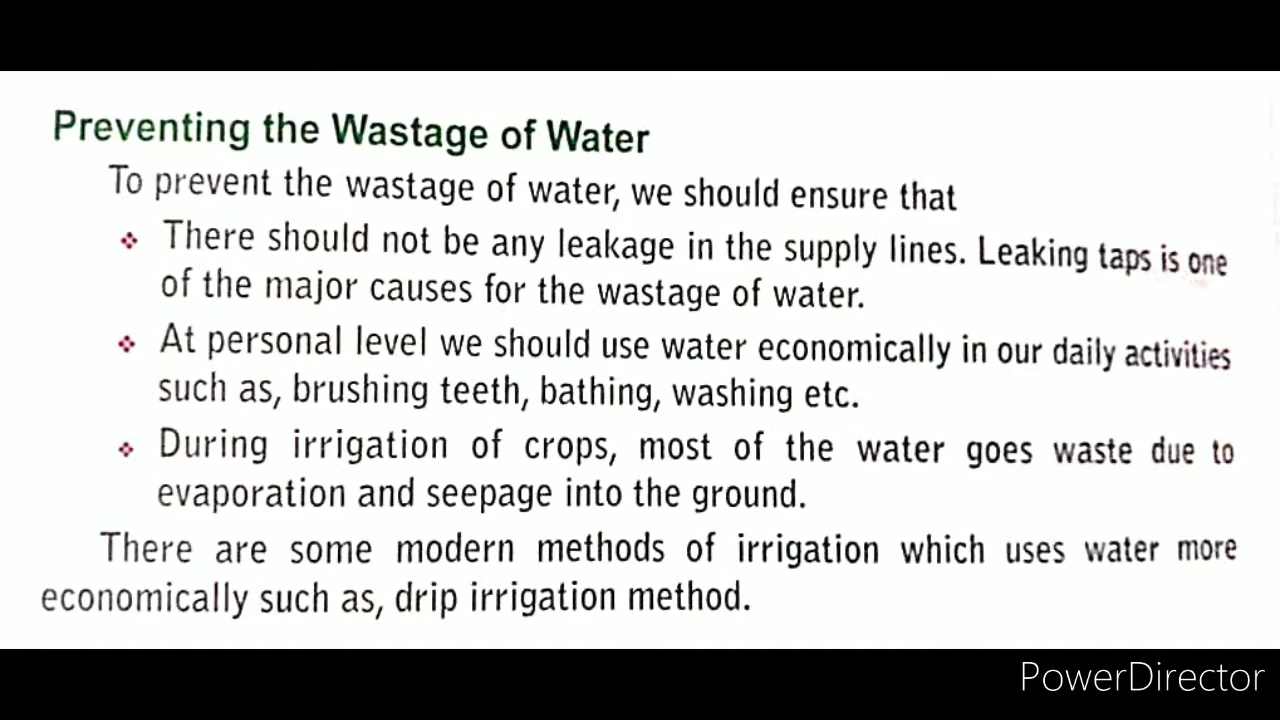 Preventing the Wastage of Water
To prevent the wastage of water, we should ensure that
❖ There should not be any leakage in the supply lines. Leaking taps is one
of the major causes for the wastage of water.
❖ At personal level we should use water economically in our daily activities
such as, brushing teeth, bathing, washing etc.
❖ During irrigation of crops, most of the water goes waste due to
evaporation and seepage into the ground.
There are some modern methods of irrigation which uses water more
economically such as, drip irrigation method.
PowerDirector